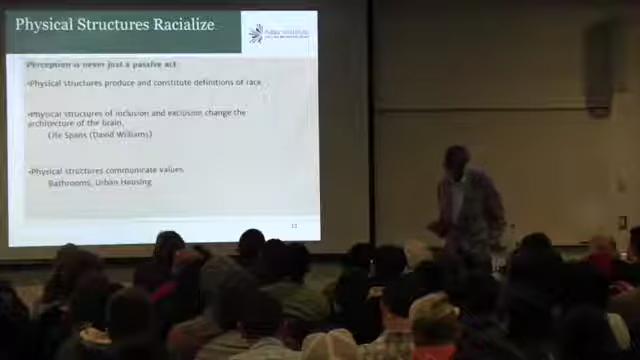 Physical Structures Racialize
Perception is never just a passive act
•Physical structures produce and constitute definitions of race
•Physical structures of inclusion and exclusion change the
architecture of the brain.
Life Spans (David Williams)
•Physical structures communicate values
Bathrooms, Urban Housing